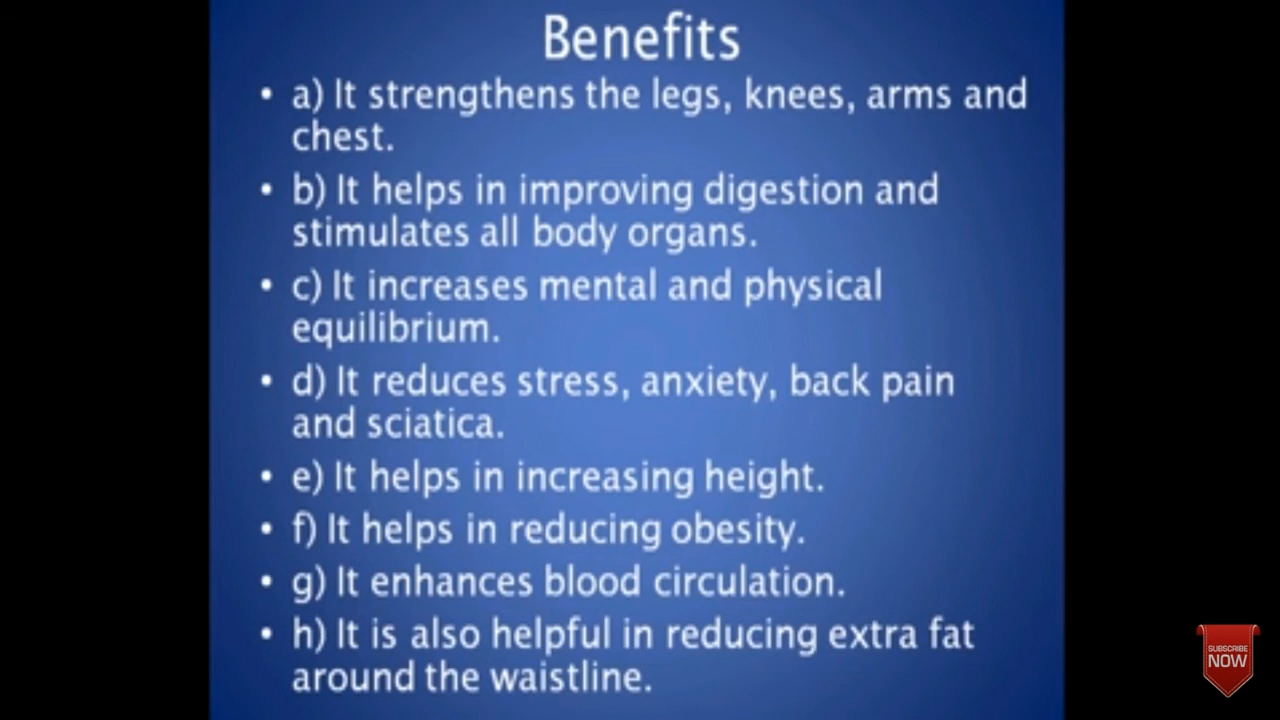 Benefits
• a) It strengthens the legs, knees, arms and
chest.
• b) It helps in improving digestion and
stimulates all body organs.
• c) It increases mental and physical
equilibrium.
• d) It reduces stress, anxiety, back pain
and sciatica.
• e) It helps in increasing height.
• f) It helps in reducing obesity.
• g) It enhances blood circulation.
• h) It is also helpful in reducing extra fat
around the waistline.
SUBSCRIBE
NOW